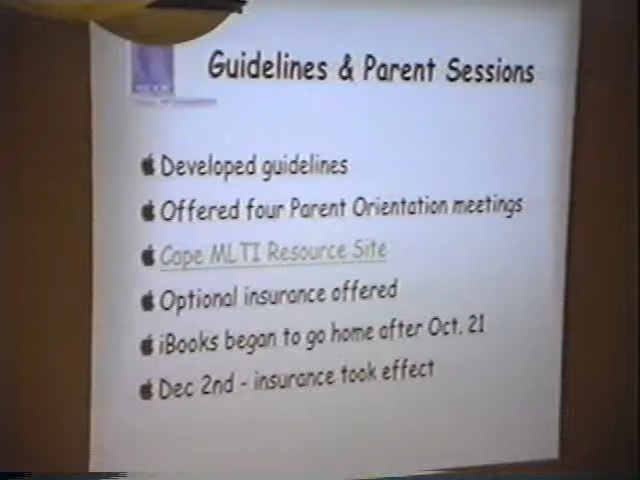 Guidelines & Parent Sessions
Developed guidelines
Offered four Parent Orientation meetings
Cape MLTI Resource Site
Optional insurance offered
iBooks began to go home after Oct. 21
Dec 2nd - insurance took effect